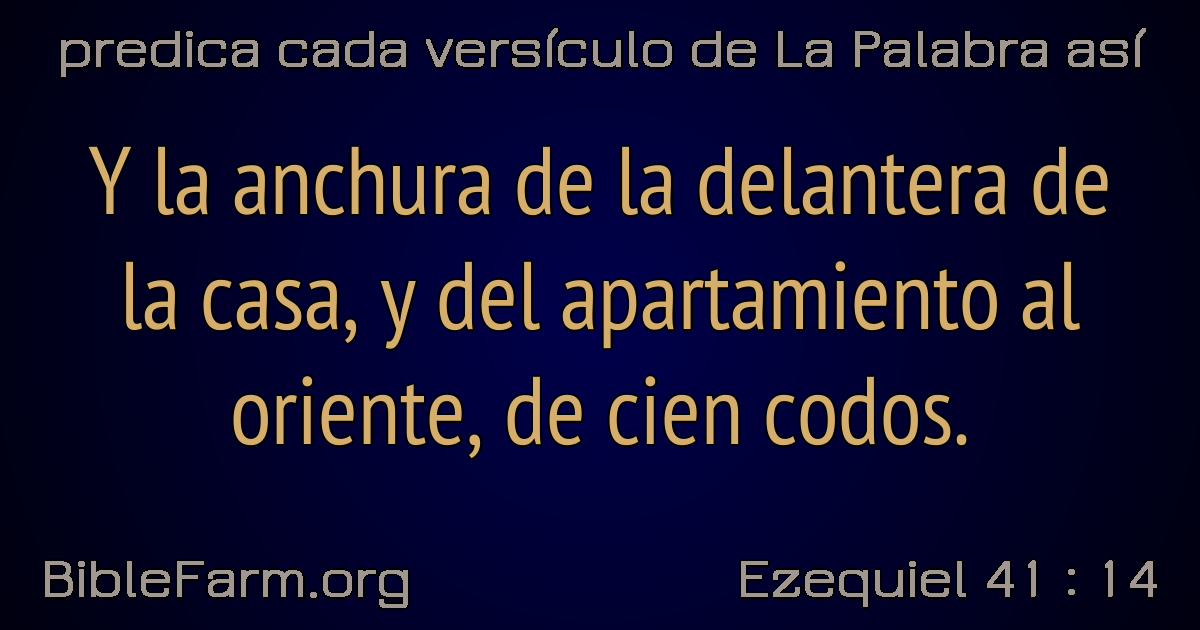 predica cada versículo de La Palabra así
Y la anchura de la delantera de
la casa, y del apartamiento al
oriente, de cien codos.
BibleFarm.org
Ezequiel 41 : 14